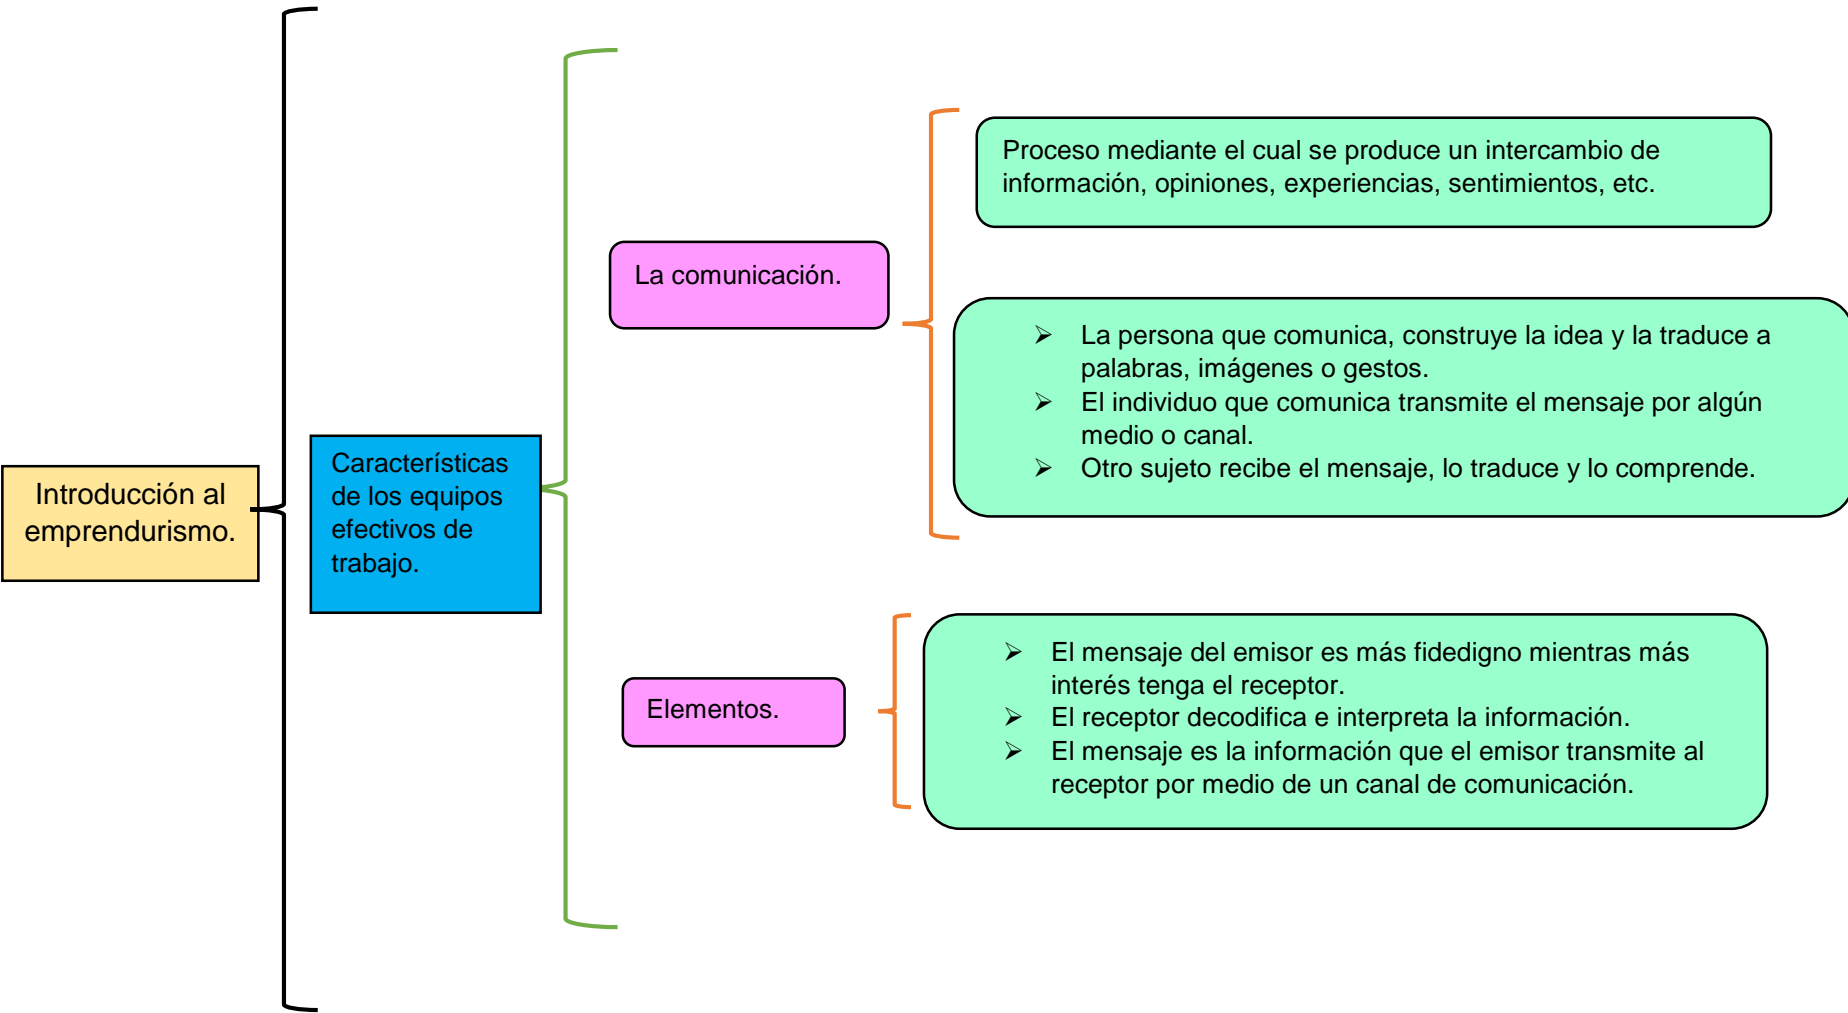 Introducción al
emprendurismo.
Características
de los equipos
efectivos de
trabajo.
La comunicación.
Proceso mediante el cual se produce un intercambio de
información, opiniones, experiencias, sentimientos, etc.
➢ La persona que comunica, construye la idea y la traduce a
palabras, imágenes o gestos.
➢ El individuo que comunica transmite el mensaje por algún
medio o canal.
➢ Otro sujeto recibe el mensaje, lo traduce y lo comprende.
Elementos.
➢ El mensaje del emisor es más fidedigno mientras más
interés tenga el receptor.
➢ El receptor decodifica e interpreta la información.
➢ El mensaje es la información que el emisor transmite al
receptor por medio de un canal de comunicación.